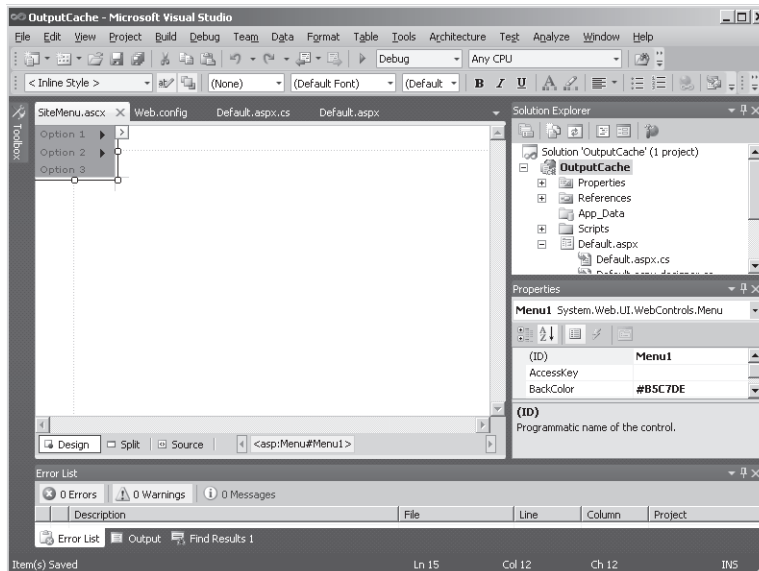 OutputCache - Microsoft Visual Studio
File Edit View Project Build Debug Team Data Format Table Tools Architecture Test Analyze Window Help
Debug Any CPU
< Inline Style > (None) (Default Font) (Default B I U A
Toolbox
SiteMenu.ascx Web.config Default.aspx.cs Default.aspx
Option 1
Option 2
Option 3
Design Split Source <asp:Menu#Menu1>
Solution Explorer
Solution 'OutputCache' (1 project)
OutputCache
Properties
References
App_Data
Scripts
Default.aspx
Default.aspx.cs
Properties
Menu1 System.Web.UI.WebControls.Menu
(ID) Menu1
AccessKey
BackColor #B5C7DE
(ID)
Programmatic name of the control.
Error List
0 Errors 0 Warnings 0 Messages
Description File Line Column Project
Error List Output Find Results 1
Item(s) Saved Ln 15 Col 12 Ch 12 INS